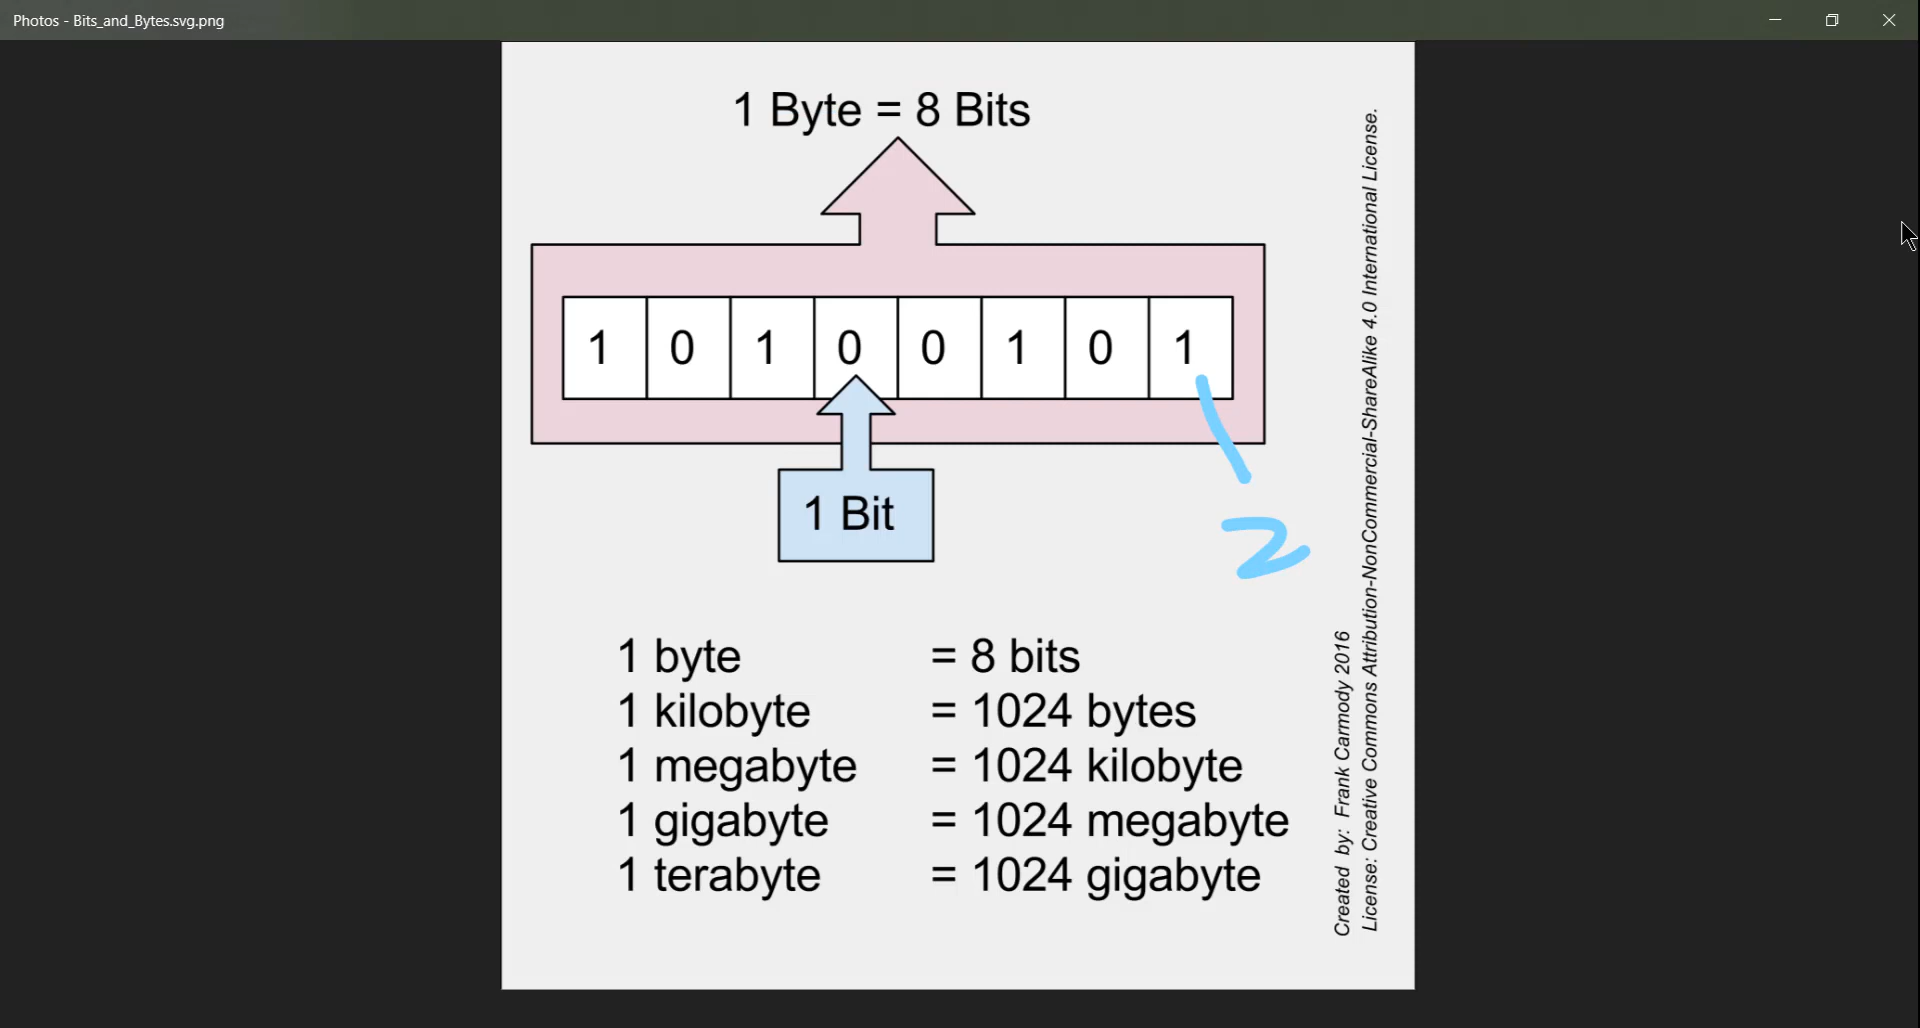 Photos - Bits_and_Bytes.svg.png
1 Byte = 8 Bits
1 0 1 0 0 1 0 1
1 Bit
2
1 byte = 8 bits
1 kilobyte = 1024 bytes
1 megabyte = 1024 kilobyte
1 gigabyte = 1024 megabyte
1 terabyte = 1024 gigabyte
Created by: Frank Carmody 2016
License: Creative Commons Attribution-NonCommercial-ShareAlike 4.0 International License.